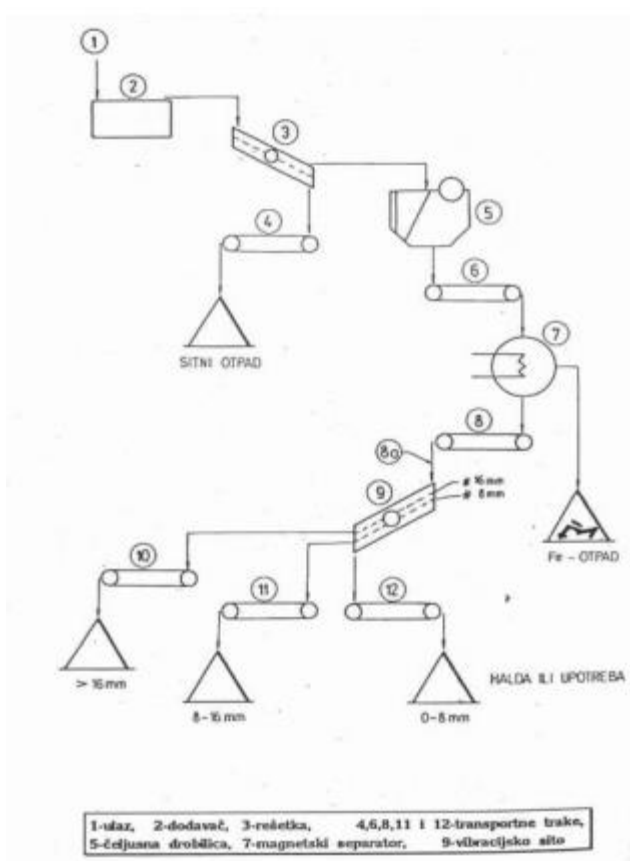 1
2
3
4
5
SITNI OTPAD
6
7
8
8a
# 16 mm
# 8 mm
9
Fe - OTPAD
10
11
12
> 16 mm
8-16 mm
0-8 mm
HALDA ILI UPOTREBA
1-ulaz, 2-dodavač, 3-rešetka, 4,6,8,11 i 12-transportne trake,
5-čeljusna drobilica, 7-magnetski separator, 9-vibracijsko sito